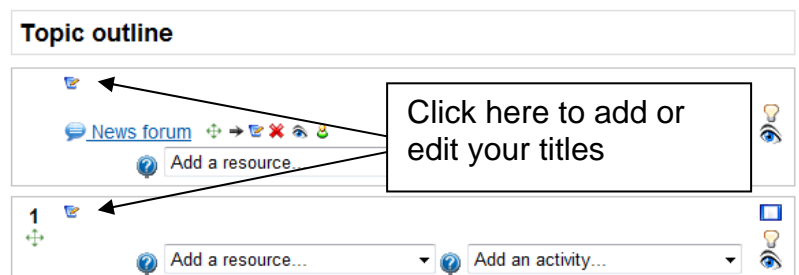 Topic outline
Click here to add or
edit your titles
News forum
Add a resource...
1
Add a resource... Add an activity...